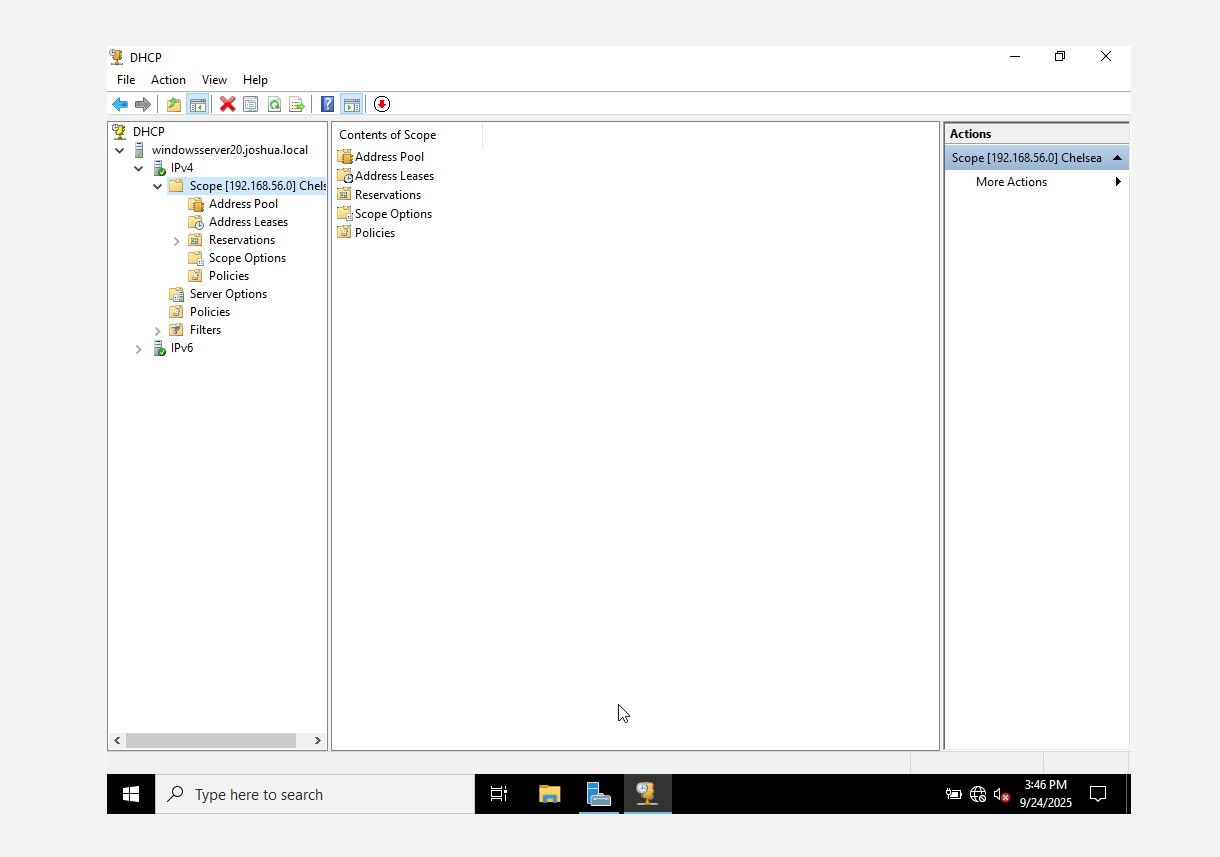 DHCP
File Action View Help
DHCP
windowsserver20.joshua.local
IPv4
Scope [192.168.56.0] Chels
Address Pool
Address Leases
Reservations
Scope Options
Policies
Server Options
Policies
Filters
IPv6
Contents of Scope
Address Pool
Address Leases
Reservations
Scope Options
Policies
Actions
Scope [192.168.56.0] Chelsea
More Actions
Type here to search
3:46 PM
9/24/2025